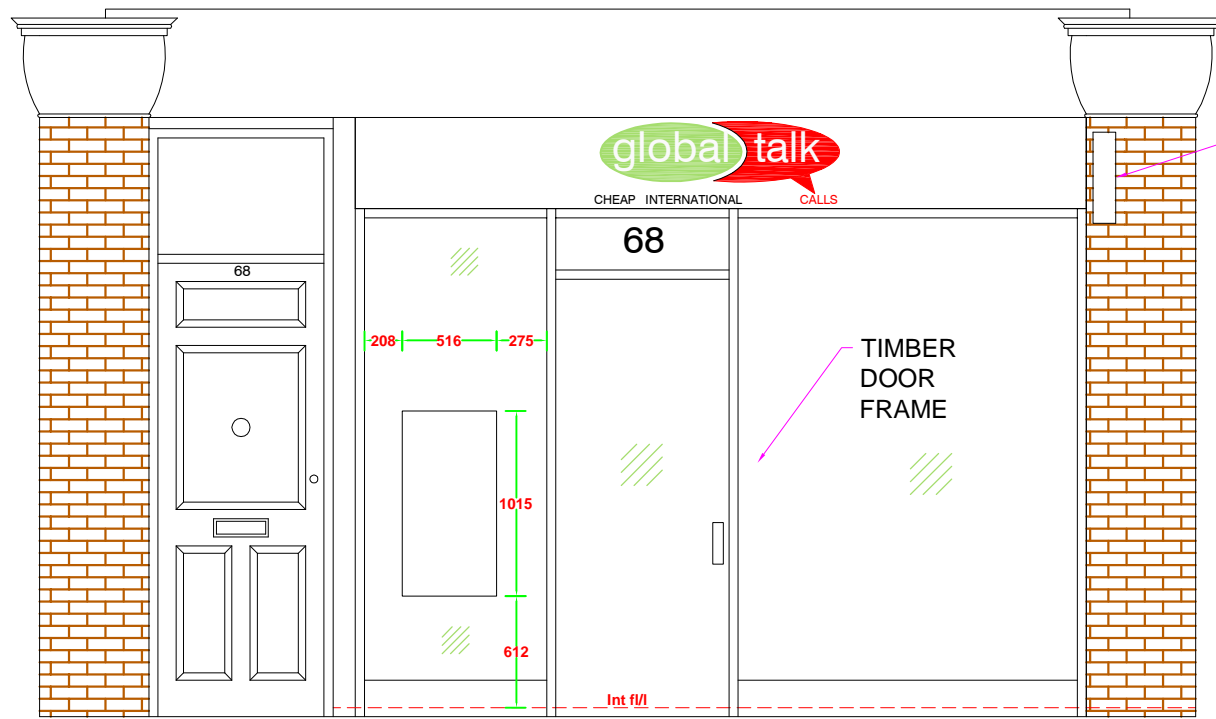 global talk
CHEAP INTERNATIONAL CALLS
68
68
208 516 275
TIMBER
DOOR
FRAME
1015
612
Int fl/l